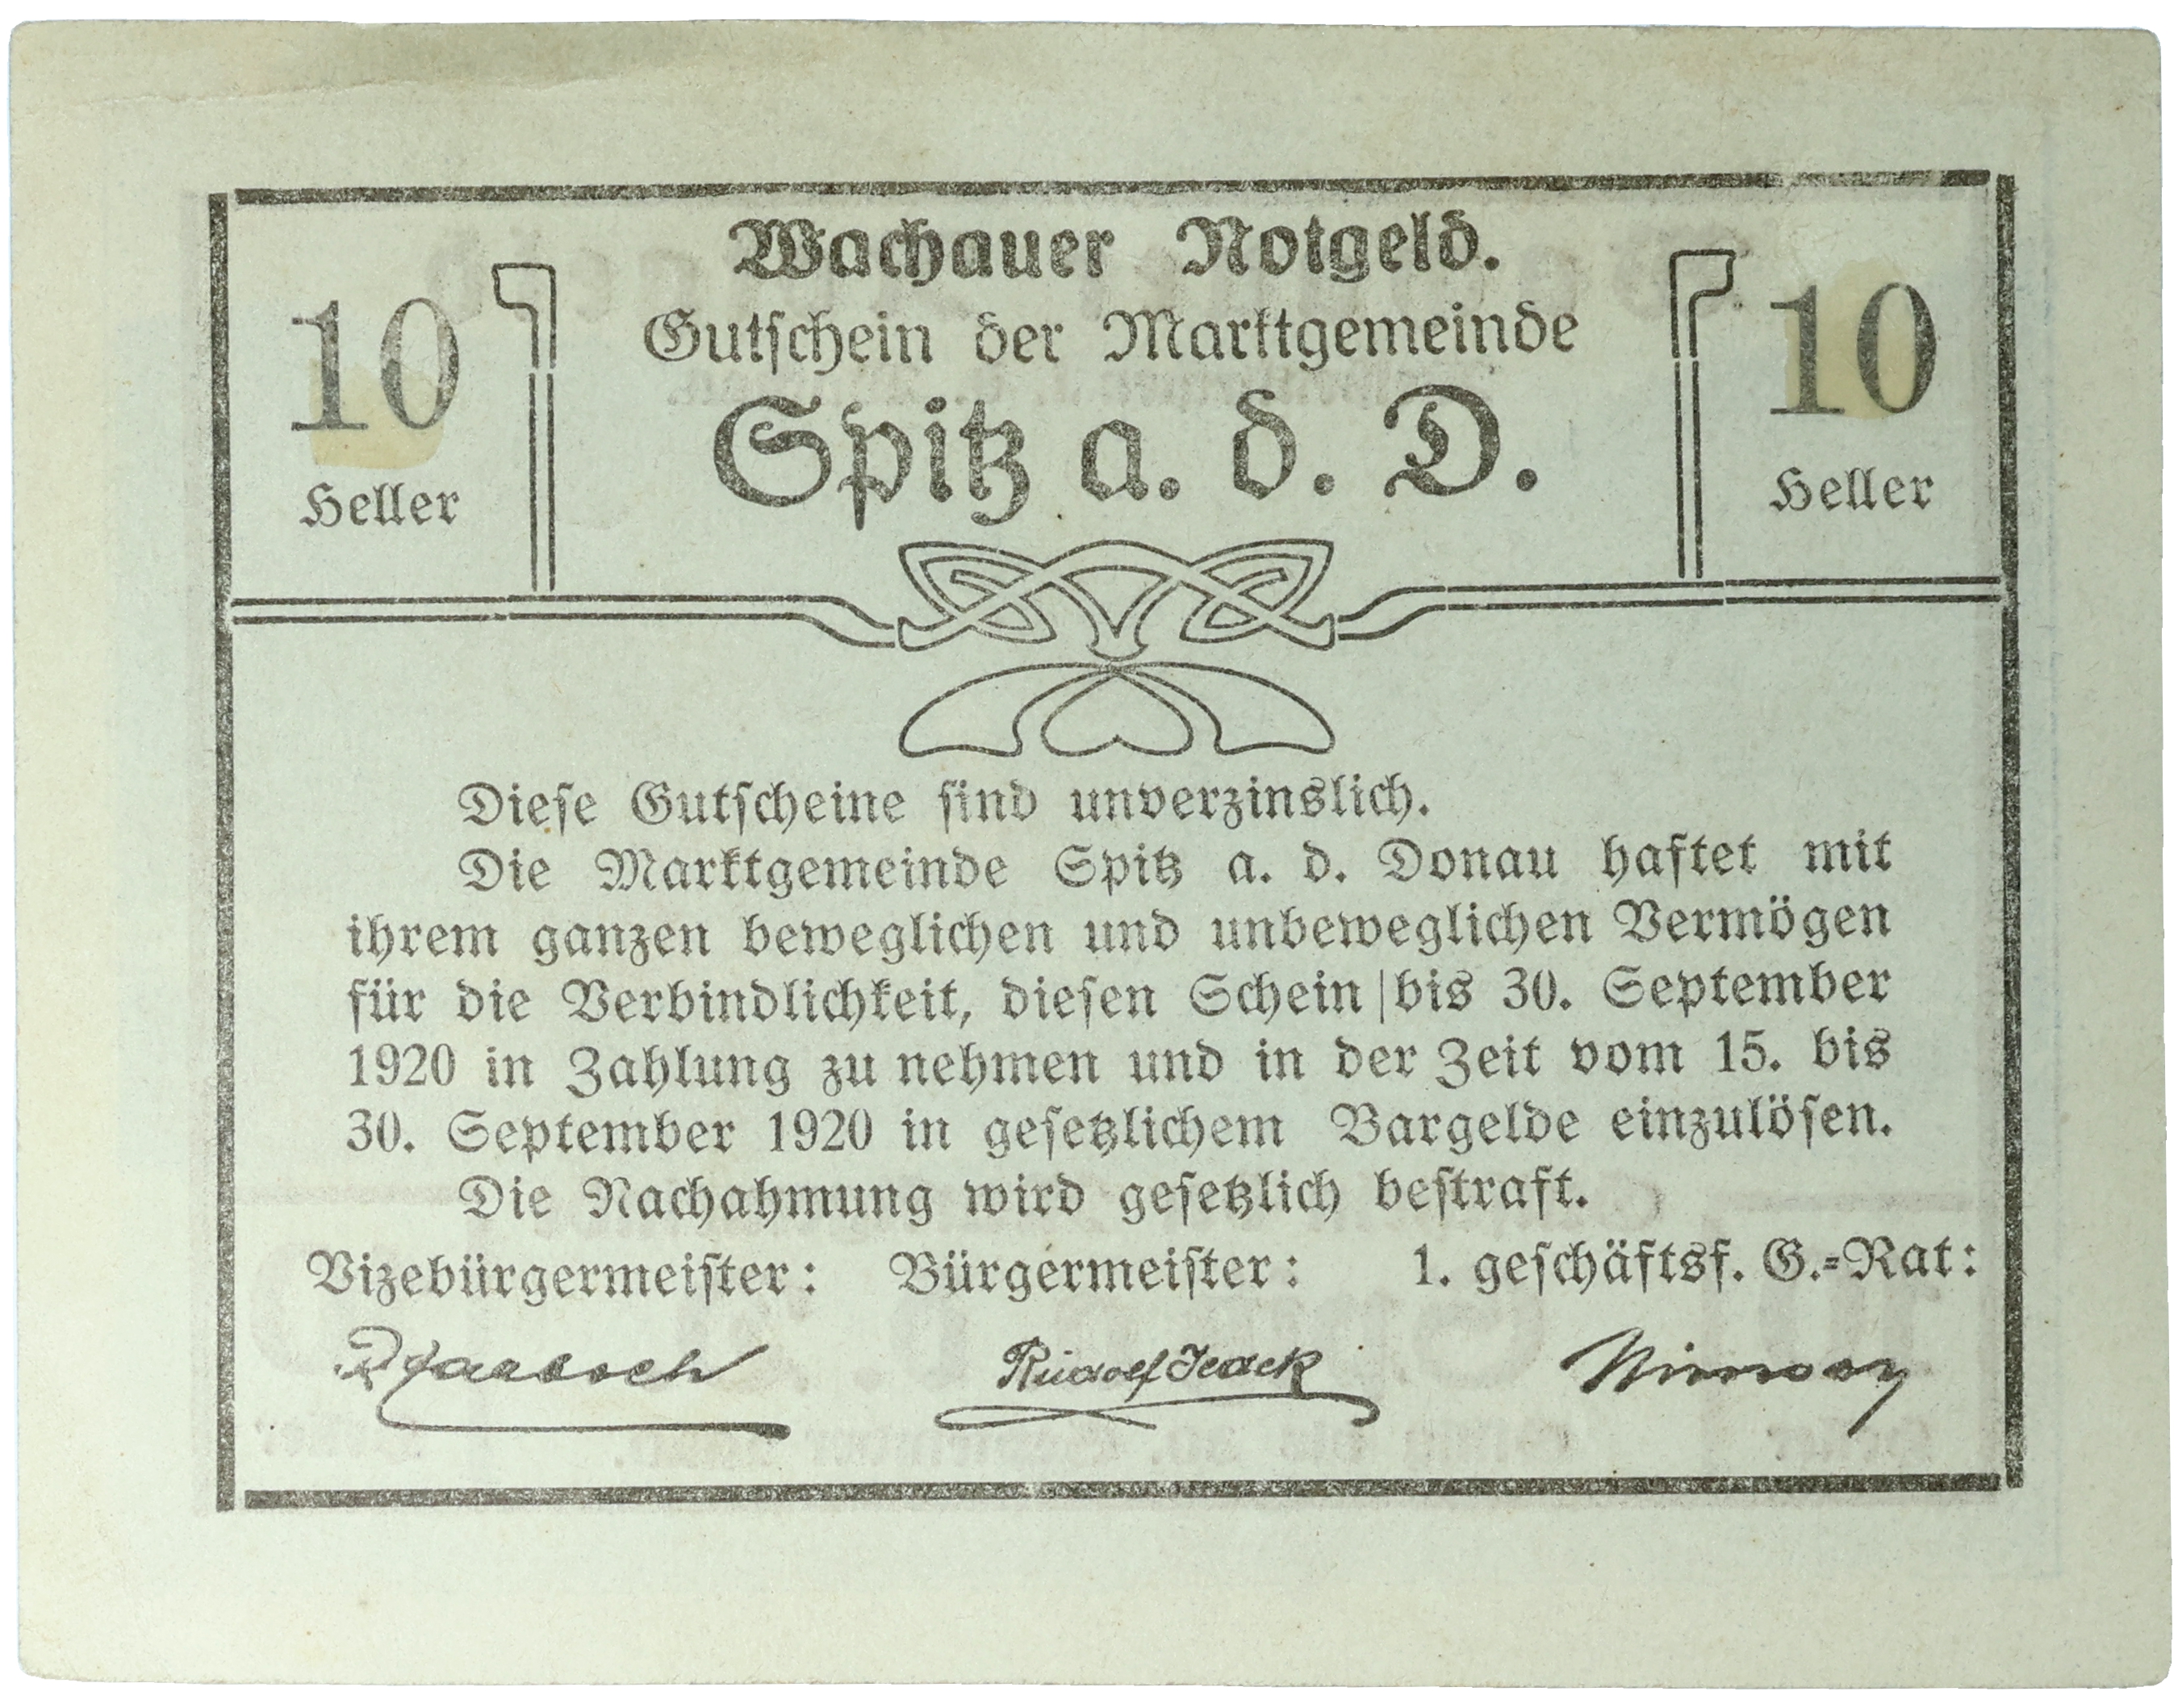 Wachauer Notgeld.
Gutschein der Marktgemeinde
10 Spitz a. d. D. 10
Heller Heller
Diese Gutscheine sind unverzinslich.
Die Marktgemeinde Spitz a. d. Donau haftet mit
ihrem ganzen beweglichen und unbeweglichen Vermögen
für die Verbindlichkeit, diesen Schein bis 30. September
1920 in Zahlung zu nehmen und in der Zeit vom 15. bis
30. September 1920 in gesetzlichem Bargelde einzulösen.
Die Nachahmung wird gesetzlich bestraft.
Vizebürgermeister: Bürgermeister: 1. geschäftsf. G.-Rat:
Rudolf